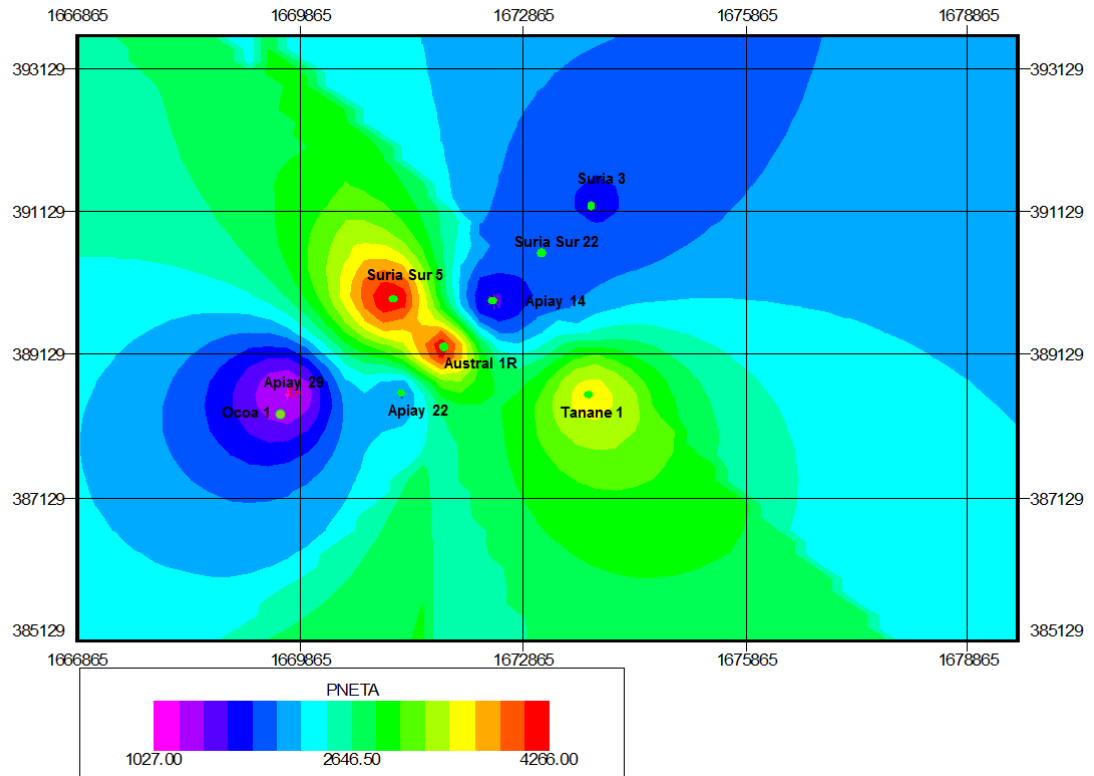 1666865 1669865 1672865 1675865 1678865
393129 393129
Suria 3
391129 391129
Suria Sur 22
Suria Sur 5
Apiay 14
389129 389129
Austral 1R
Apiay 29
Ocoa 1 Apiay 22 Tanane 1
387129 387129
385129 385129
1666865 1669865 1672865 1675865 1678865
PNETA
1027.00 2646.50 4266.00